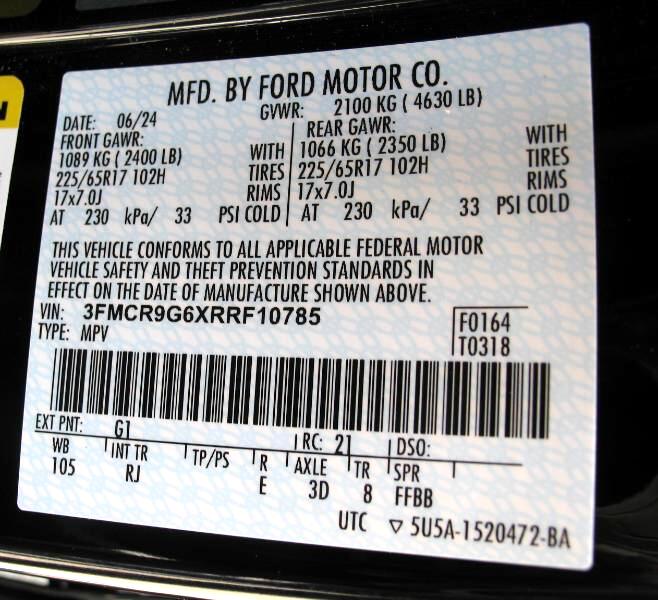 MFD. BY FORD MOTOR CO.
DATE: 06/24 GVWR: 2100 KG ( 4630 LB)
FRONT GAWR: REAR GAWR:
1089 KG ( 2400 LB) WITH 1066 KG ( 2350 LB) WITH
225/65R17 102H TIRES 225/65R17 102H TIRES
17x7.0J RIMS 17x7.0J RIMS
AT 230 kPa/ 33 PSI COLD AT 230 kPa/ 33 PSI COLD
THIS VEHICLE CONFORMS TO ALL APPLICABLE FEDERAL MOTOR
VEHICLE SAFETY AND THEFT PREVENTION STANDARDS IN
EFFECT ON THE DATE OF MANUFACTURE SHOWN ABOVE.
VIN: 3FMCR9G6XRRF10785 F0164
TYPE: MPV T0318
EXT PNT: G1 RC: 21 DSO:
WB INT TR TP/PS R AXLE TR SPR
105 RJ E 3D 8 FFBB
UTC ▽ 5U5A-1520472-BA